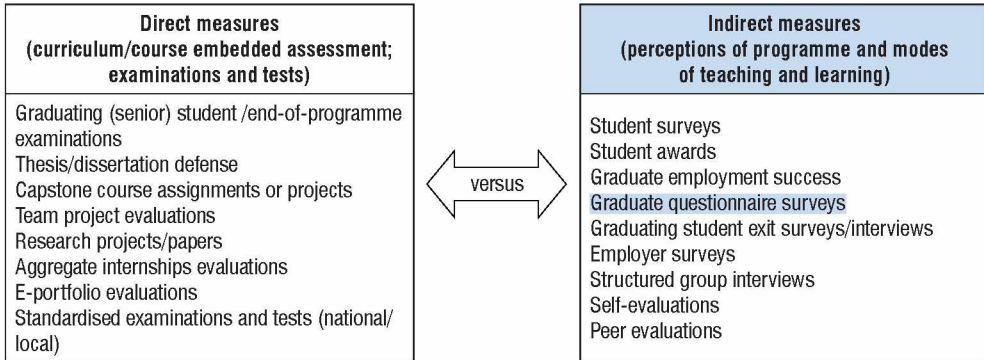 Direct measures
(curriculum/course embedded assessment;
examinations and tests)
Graduating (senior) student /end-of-programme
examinations
Thesis/dissertation defense
Capstone course assignments or projects
Team project evaluations
Research projects/papers
Aggregate internships evaluations
E-portfolio evaluations
Standardised examinations and tests (national/
local)
versus
Indirect measures
(perceptions of programme and modes
of teaching and learning)
Student surveys
Student awards
Graduate employment success
Graduate questionnaire surveys
Graduating student exit surveys/interviews
Employer surveys
Structured group interviews
Self-evaluations
Peer evaluations